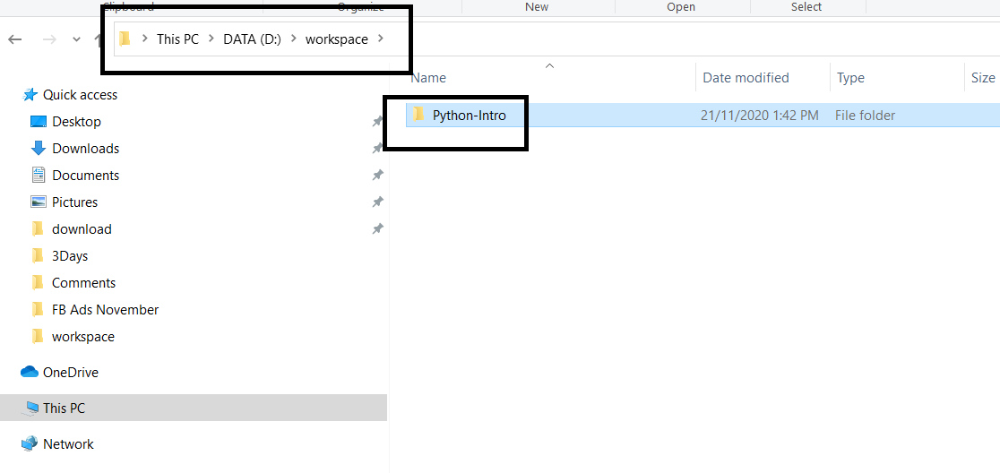 Clipboard Organize New Open Select
This PC DATA (D:) workspace
Name Date modified Type Size
Python-Intro 21/11/2020 1:42 PM File folder
Quick access
Desktop
Downloads
Documents
Pictures
download
3Days
Comments
FB Ads November
workspace
OneDrive
This PC
Network